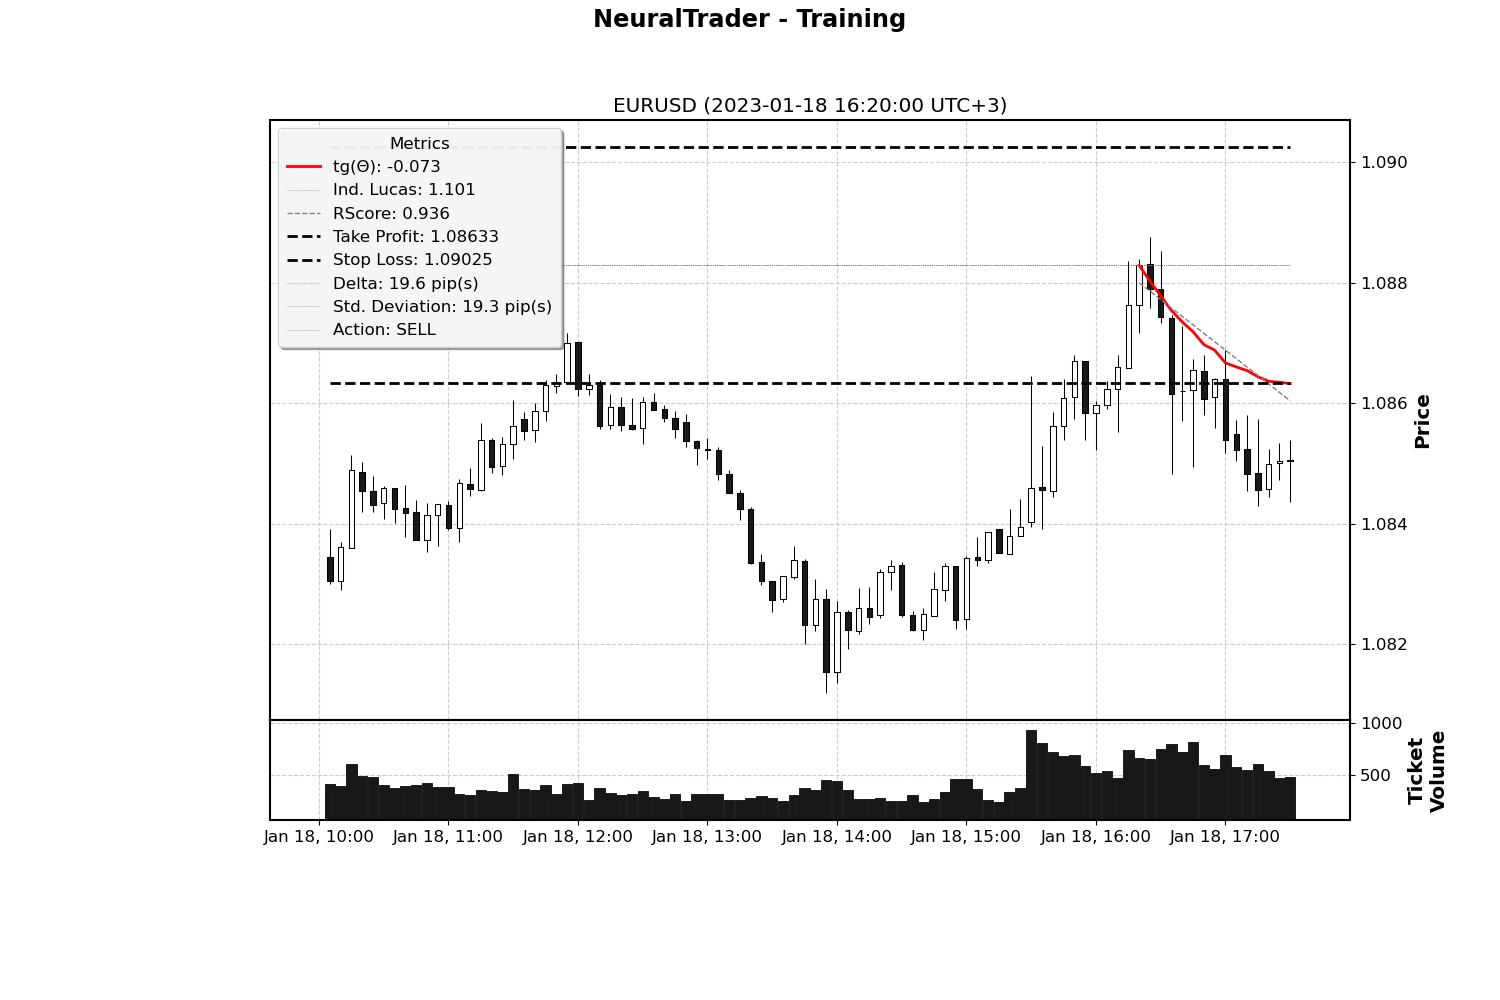 NeuralTrader - Training
EURUSD (2023-01-18 16:20:00 UTC+3)
Metrics
tg(Θ): -0.073
Ind. Lucas: 1.101
RScore: 0.936
Take Profit: 1.08633
Stop Loss: 1.09025
Delta: 19.6 pip(s)
Std. Deviation: 19.3 pip(s)
Action: SELL
1.090
1.088
1.086
1.084
1.082
Price
1000
500
Ticket
Volume
Jan 18, 10:00 Jan 18, 11:00 Jan 18, 12:00 Jan 18, 13:00 Jan 18, 14:00 Jan 18, 15:00 Jan 18, 16:00 Jan 18, 17:00